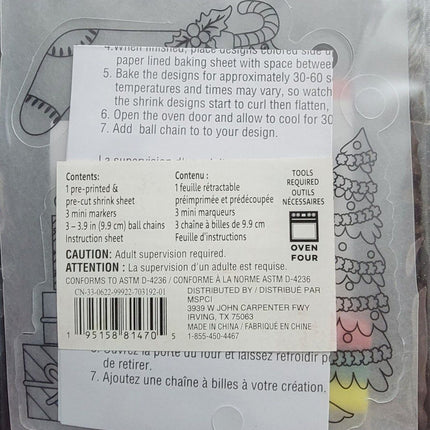 4. When finished, place designs colored side u
paper lined baking sheet with space between
5. Bake the designs for approximately 30-60 s
temperatures and times may vary, so watch
the shrink designs start to curl then flatten,
6. Open the oven door and allow to cool for 30
7. Add ball chain to to your design.
La supervision d'un
Contents:
1 pre-printed &
pre-cut shrink sheet
3 mini markers
3 – 3.9 in (9.9 cm) ball chains
Instruction sheet
Contenu :
1 feuille rétractable
préimprimée et prédécoupée
3 mini marqueurs
3 chaîne à billes de 9.9 cm
Feuille d'instructions
TOOLS
REQUIRED
OUTILS
NÉCESSAIRES
OVEN
FOUR
CAUTION: Adult supervision required.
ATTENTION : La supervision d'un adulte est requise.
CONFORMS TO ASTM D-4236 / CONFORME À LA NORME ASTM D-4236
CN-33-0622-99922-703192-01
1 95158 81470 5
DISTRIBUTED BY / DISTRIBUÉ PAR
MSPCI
3939 W JOHN CARPENTER FWY
IRVING, TX 75063
MADE IN CHINA / FABRIQUÉ EN CHINE
1-855-450-4467
6. Ouvrez la porte du four et laissez refroidir po
de retirer.
7. Ajoutez une chaîne à billes à votre création.